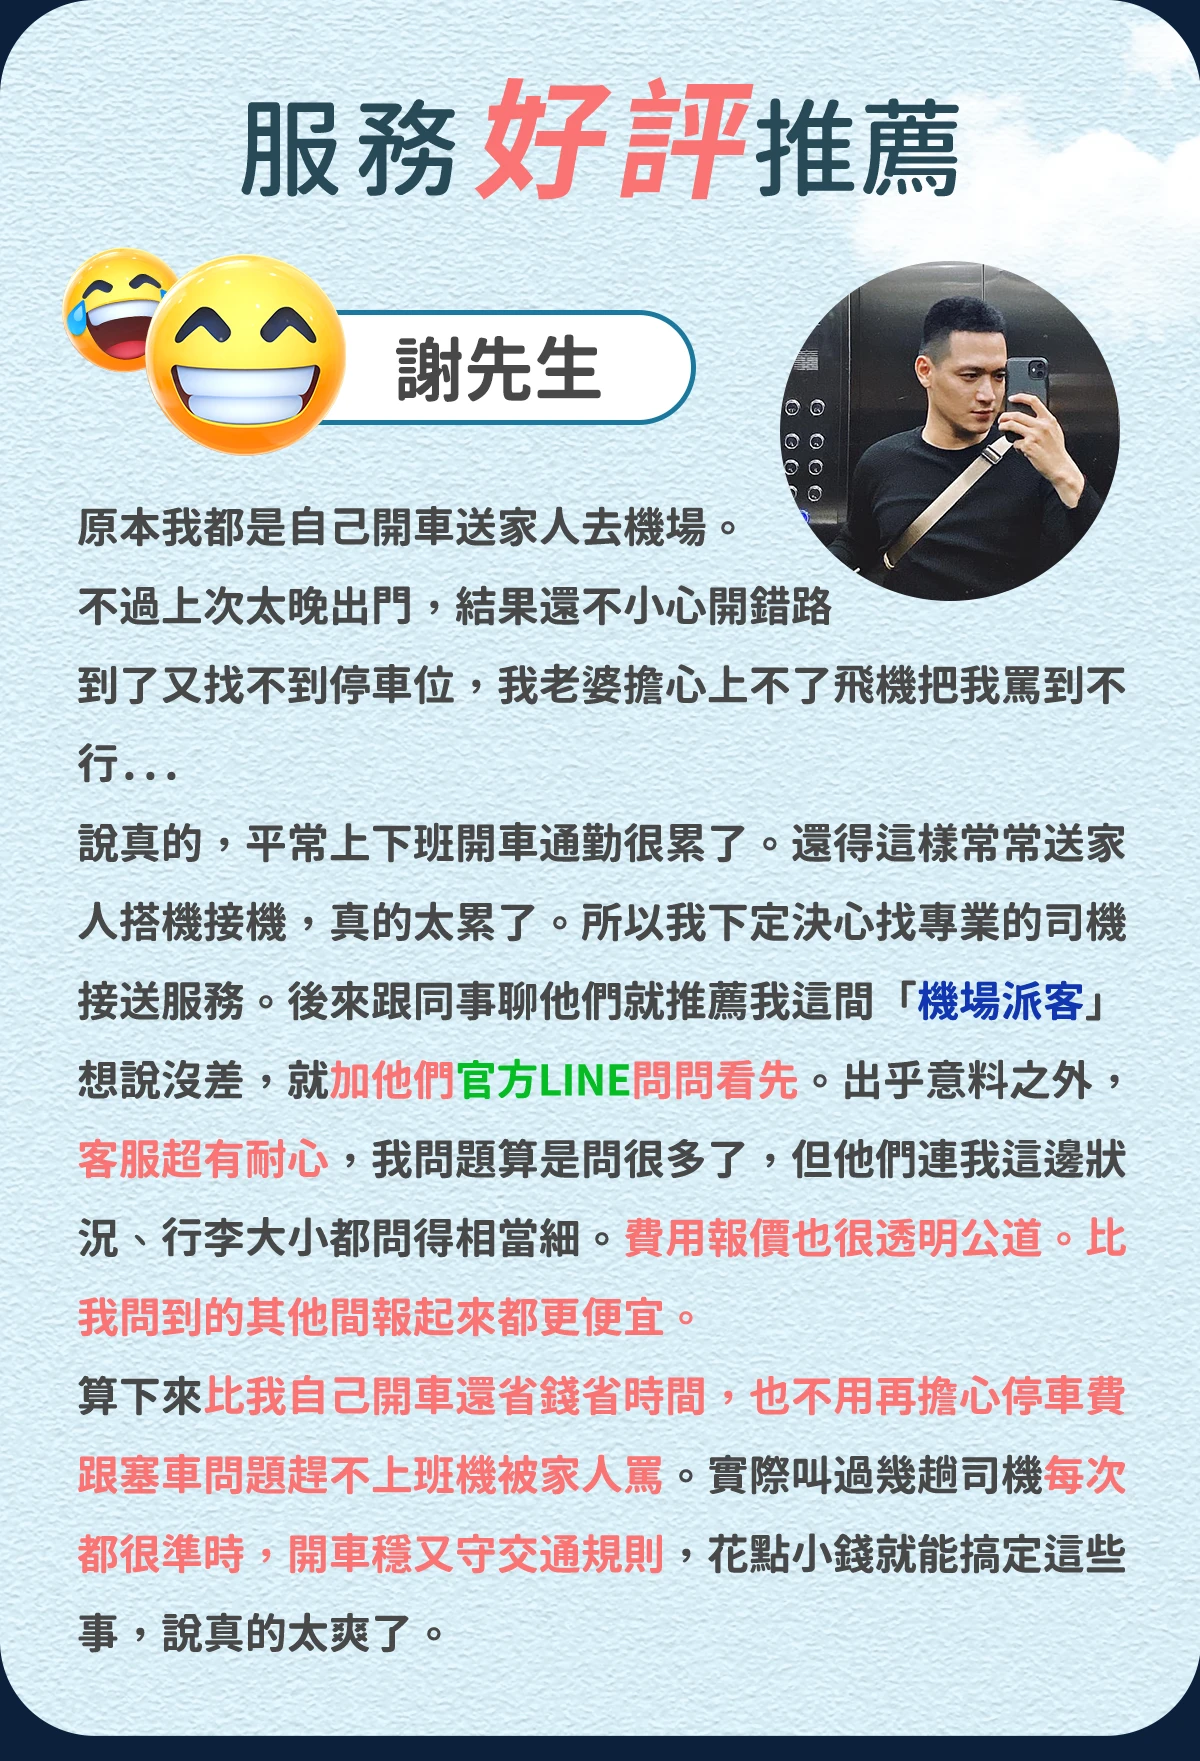 服務好評推薦
謝先生
原本我都是自己開車送家人去機場。
不過上次太晚出門，結果還不小心開錯路
到了又找不到停車位，我老婆擔心上不了飛機把我罵到不
行...
說真的，平常上下班開車通勤很累了。還得這樣常常送家
人搭機接機，真的太累了。所以我下定決心找專業的司機
接送服務。後來跟同事聊他們就推薦我這間「機場派客」
想說沒差，就加他們官方LINE問問看先。出乎意料之外，
客服超有耐心，我問題算是問很多了，但他們連我這邊狀
況、行李大小都問得相當細。費用報價也很透明公道。比
我問到的其他間報起來都更便宜。
算下來比我自己開車還省錢省時間，也不用再擔心停車費
跟塞車問題趕不上班機被家人罵。實際叫過幾趟司機每次
都很準時，開車穩又守交通規則，花點小錢就能搞定這些
事，說真的太爽了。